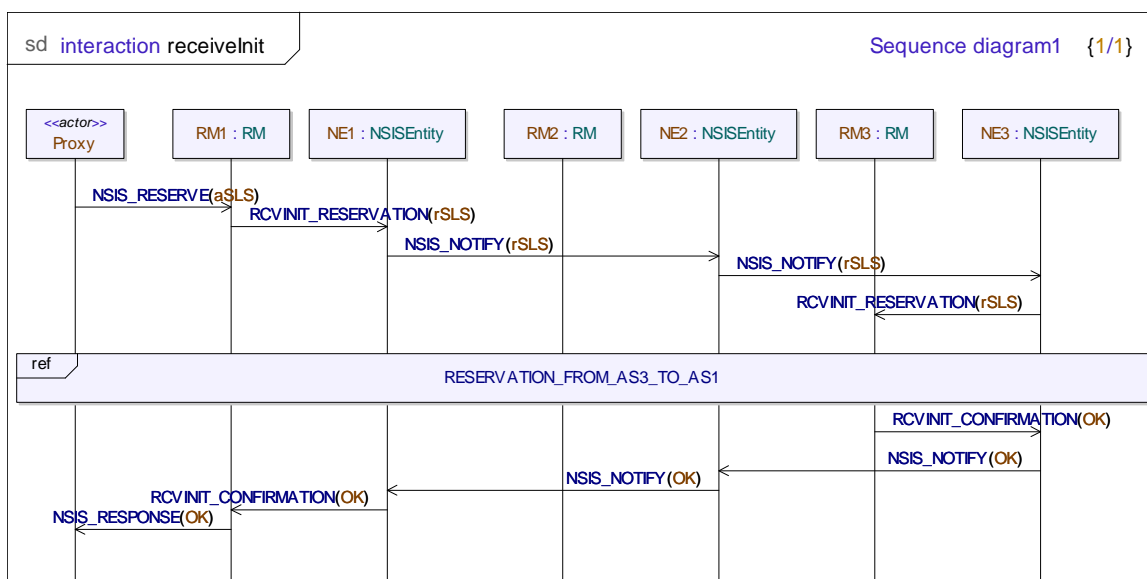 sd interaction receiveInit
Sequence diagram1 {1/1}
<<actor>>
Proxy
RM1 : RM
NE1 : NSISEntity
RM2 : RM
NE2 : NSISEntity
RM3 : RM
NE3 : NSISEntity
NSIS_RESERVE(aSLS)
RCVINIT_RESERVATION(rSLS)
NSIS_NOTIFY(rSLS)
NSIS_NOTIFY(rSLS)
RCVINIT_RESERVATION(rSLS)
ref
RESERVATION_FROM_AS3_TO_AS1
RCVINIT_CONFIRMATION(OK)
NSIS_NOTIFY(OK)
NSIS_NOTIFY(OK)
RCVINIT_CONFIRMATION(OK)
NSIS_RESPONSE(OK)